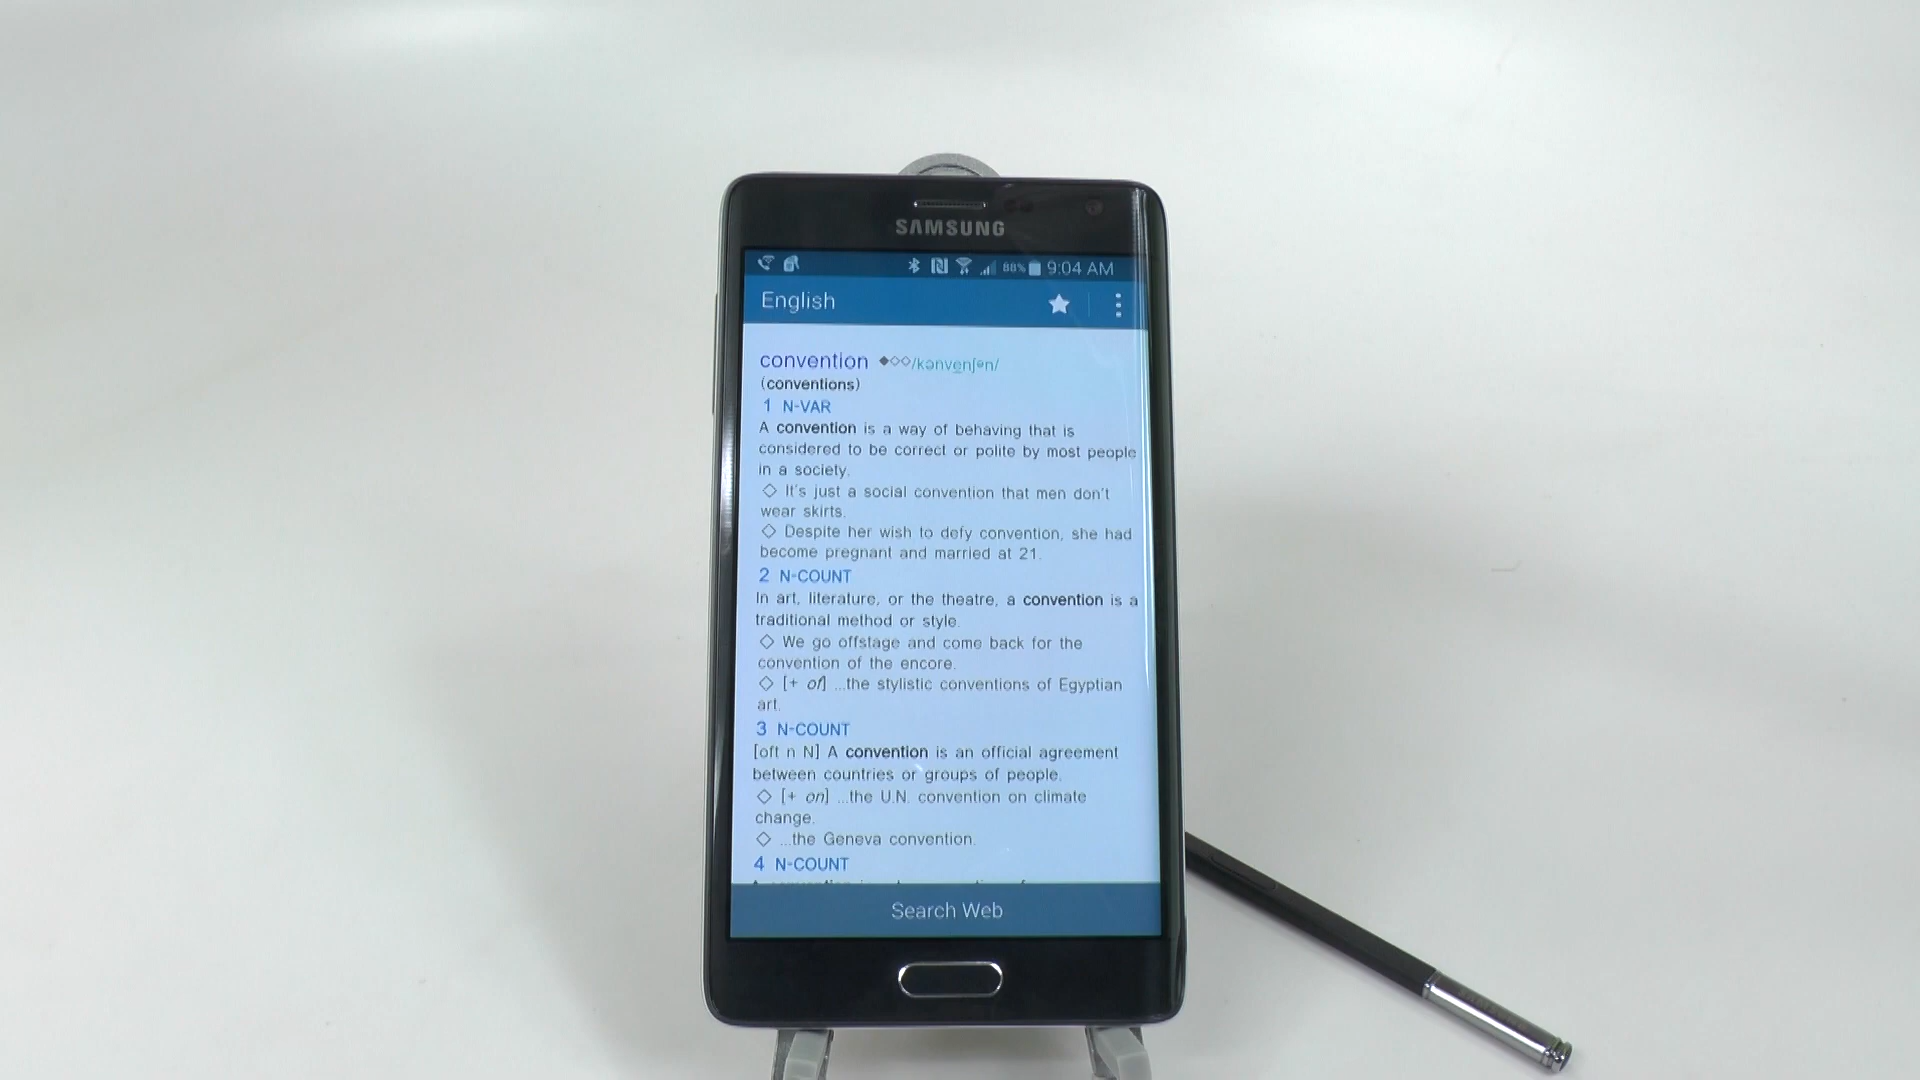 SAMSUNG
88% 9:04 AM
English
convention ◆◇◇/kənvenʃən/
(conventions)
1 N-VAR
A convention is a way of behaving that is
considered to be correct or polite by most people
in a society.
◇ It's just a social convention that men don't
wear skirts.
◇ Despite her wish to defy convention, she had
become pregnant and married at 21.
2 N-COUNT
In art, literature, or the theatre, a convention is a
traditional method or style.
◇ We go offstage and come back for the
convention of the encore.
◇ [+ of] ...the stylistic conventions of Egyptian
art.
3 N-COUNT
[oft n N] A convention is an official agreement
between countries or groups of people.
◇ [+ on] ...the U.N. convention on climate
change.
◇ ...the Geneva convention.
4 N-COUNT
Search Web